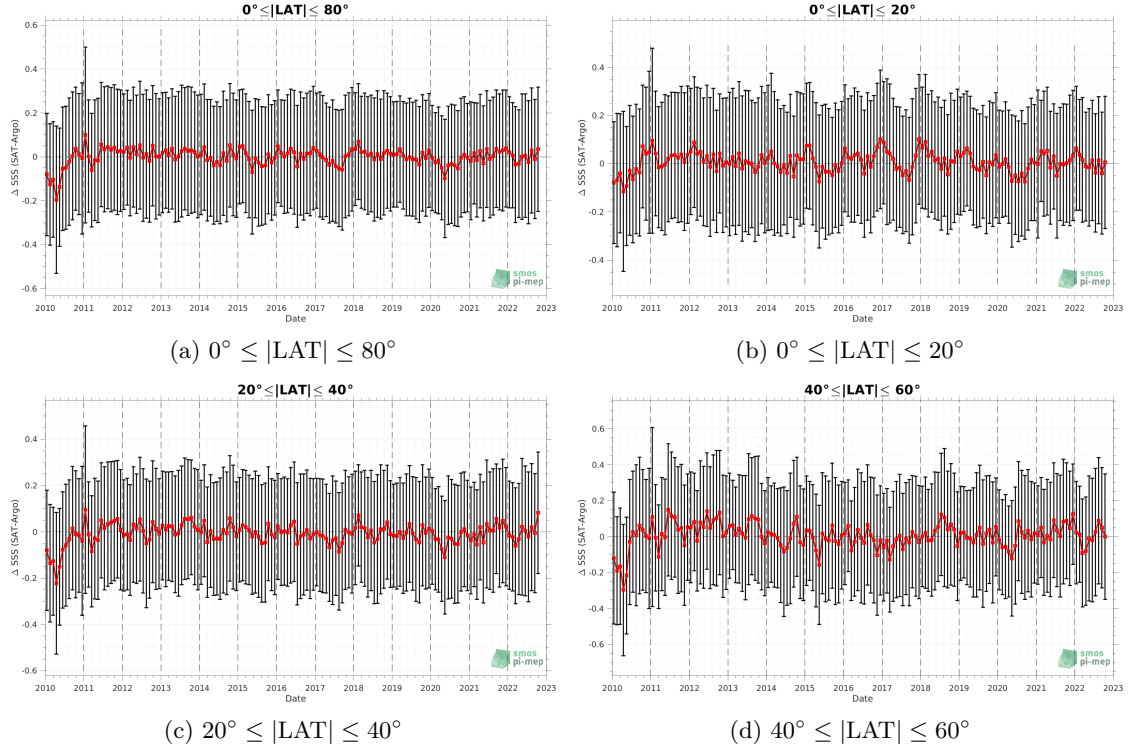 0°≤|LAT|≤ 80°
Δ SSS (SAT-Argo)
0.6
0.4
0.2
0
-0.2
-0.4
-0.6
smos
pi-mep
2010 2011 2012 2013 2014 2015 2016 2017 2018 2019 2020 2021 2022 2023
Date
(a) 0° ≤ |LAT| ≤ 80°
0°≤|LAT|≤ 20°
Δ SSS (SAT-Argo)
0.4
0.2
0
-0.2
-0.4
smos
pi-mep
2010 2011 2012 2013 2014 2015 2016 2017 2018 2019 2020 2021 2022 2023
Date
(b) 0° ≤ |LAT| ≤ 20°
20°≤|LAT|≤ 40°
Δ SSS (SAT-Argo)
0.4
0.2
0
-0.2
-0.4
-0.6
smos
pi-mep
2010 2011 2012 2013 2014 2015 2016 2017 2018 2019 2020 2021 2022 2023
Date
(c) 20° ≤ |LAT| ≤ 40°
40°≤|LAT|≤ 60°
Δ SSS (SAT-Argo)
0.6
0.4
0.2
0
-0.2
-0.4
-0.6
smos
pi-mep
2010 2011 2012 2013 2014 2015 2016 2017 2018 2019 2020 2021 2022 2023
Date
(d) 40° ≤ |LAT| ≤ 60°